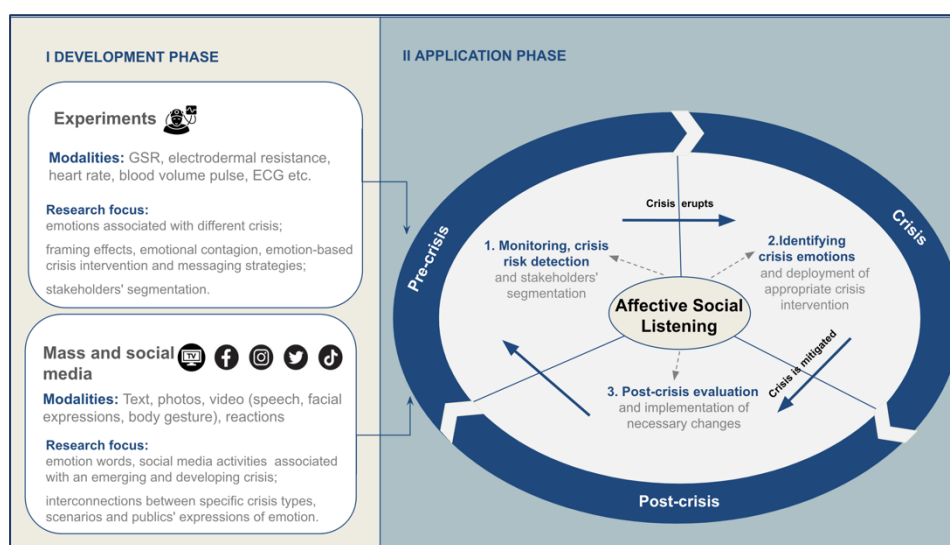 I DEVELOPMENT PHASE
Experiments
Modalities: GSR, electrodermal resistance,
heart rate, blood volume pulse, ECG etc.
Research focus:
emotions associated with different crisis;
framing effects, emotional contagion, emotion-based
crisis intervention and messaging strategies;
stakeholders' segmentation.
Mass and social
media
TV
Modalities: Text, photos, video (speech, facial
expressions, body gesture), reactions
Research focus:
emotion words, social media activities associated
with an emerging and developing crisis;
interconnections between specific crisis types,
scenarios and publics' expressions of emotion.
II APPLICATION PHASE
Pre-crisis
Crisis
Post-crisis
Crisis erupts
1. Monitoring, crisis
risk detection
and stakeholders'
segmentation
2.Identifying
crisis emotions
and deployment of
appropriate crisis
intervention
Affective Social
Listening
Crisis is mitigated
3. Post-crisis evaluation
and implementation of
necessary changes